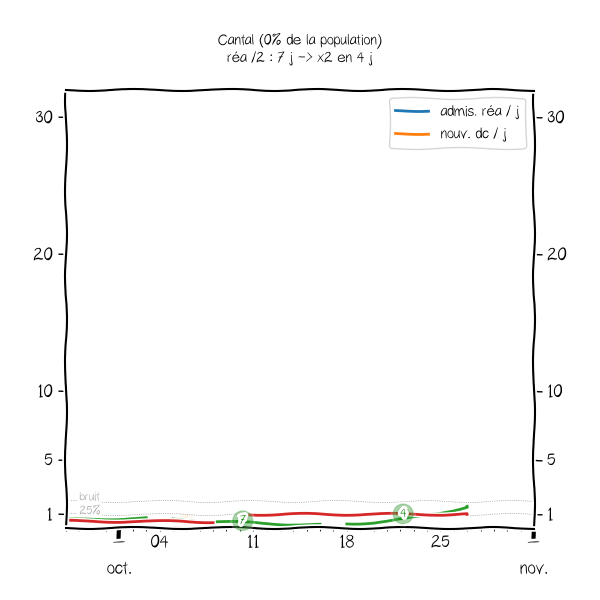 Cantal (0% de la population)
réa /2 : 7 j -> x2 en 4 j
admis. réa / j
nouv. dc / j
30 30
20 20
10 10
5 5
bruit
25%
1 1
7 4
04 11 18 25
oct. nov.